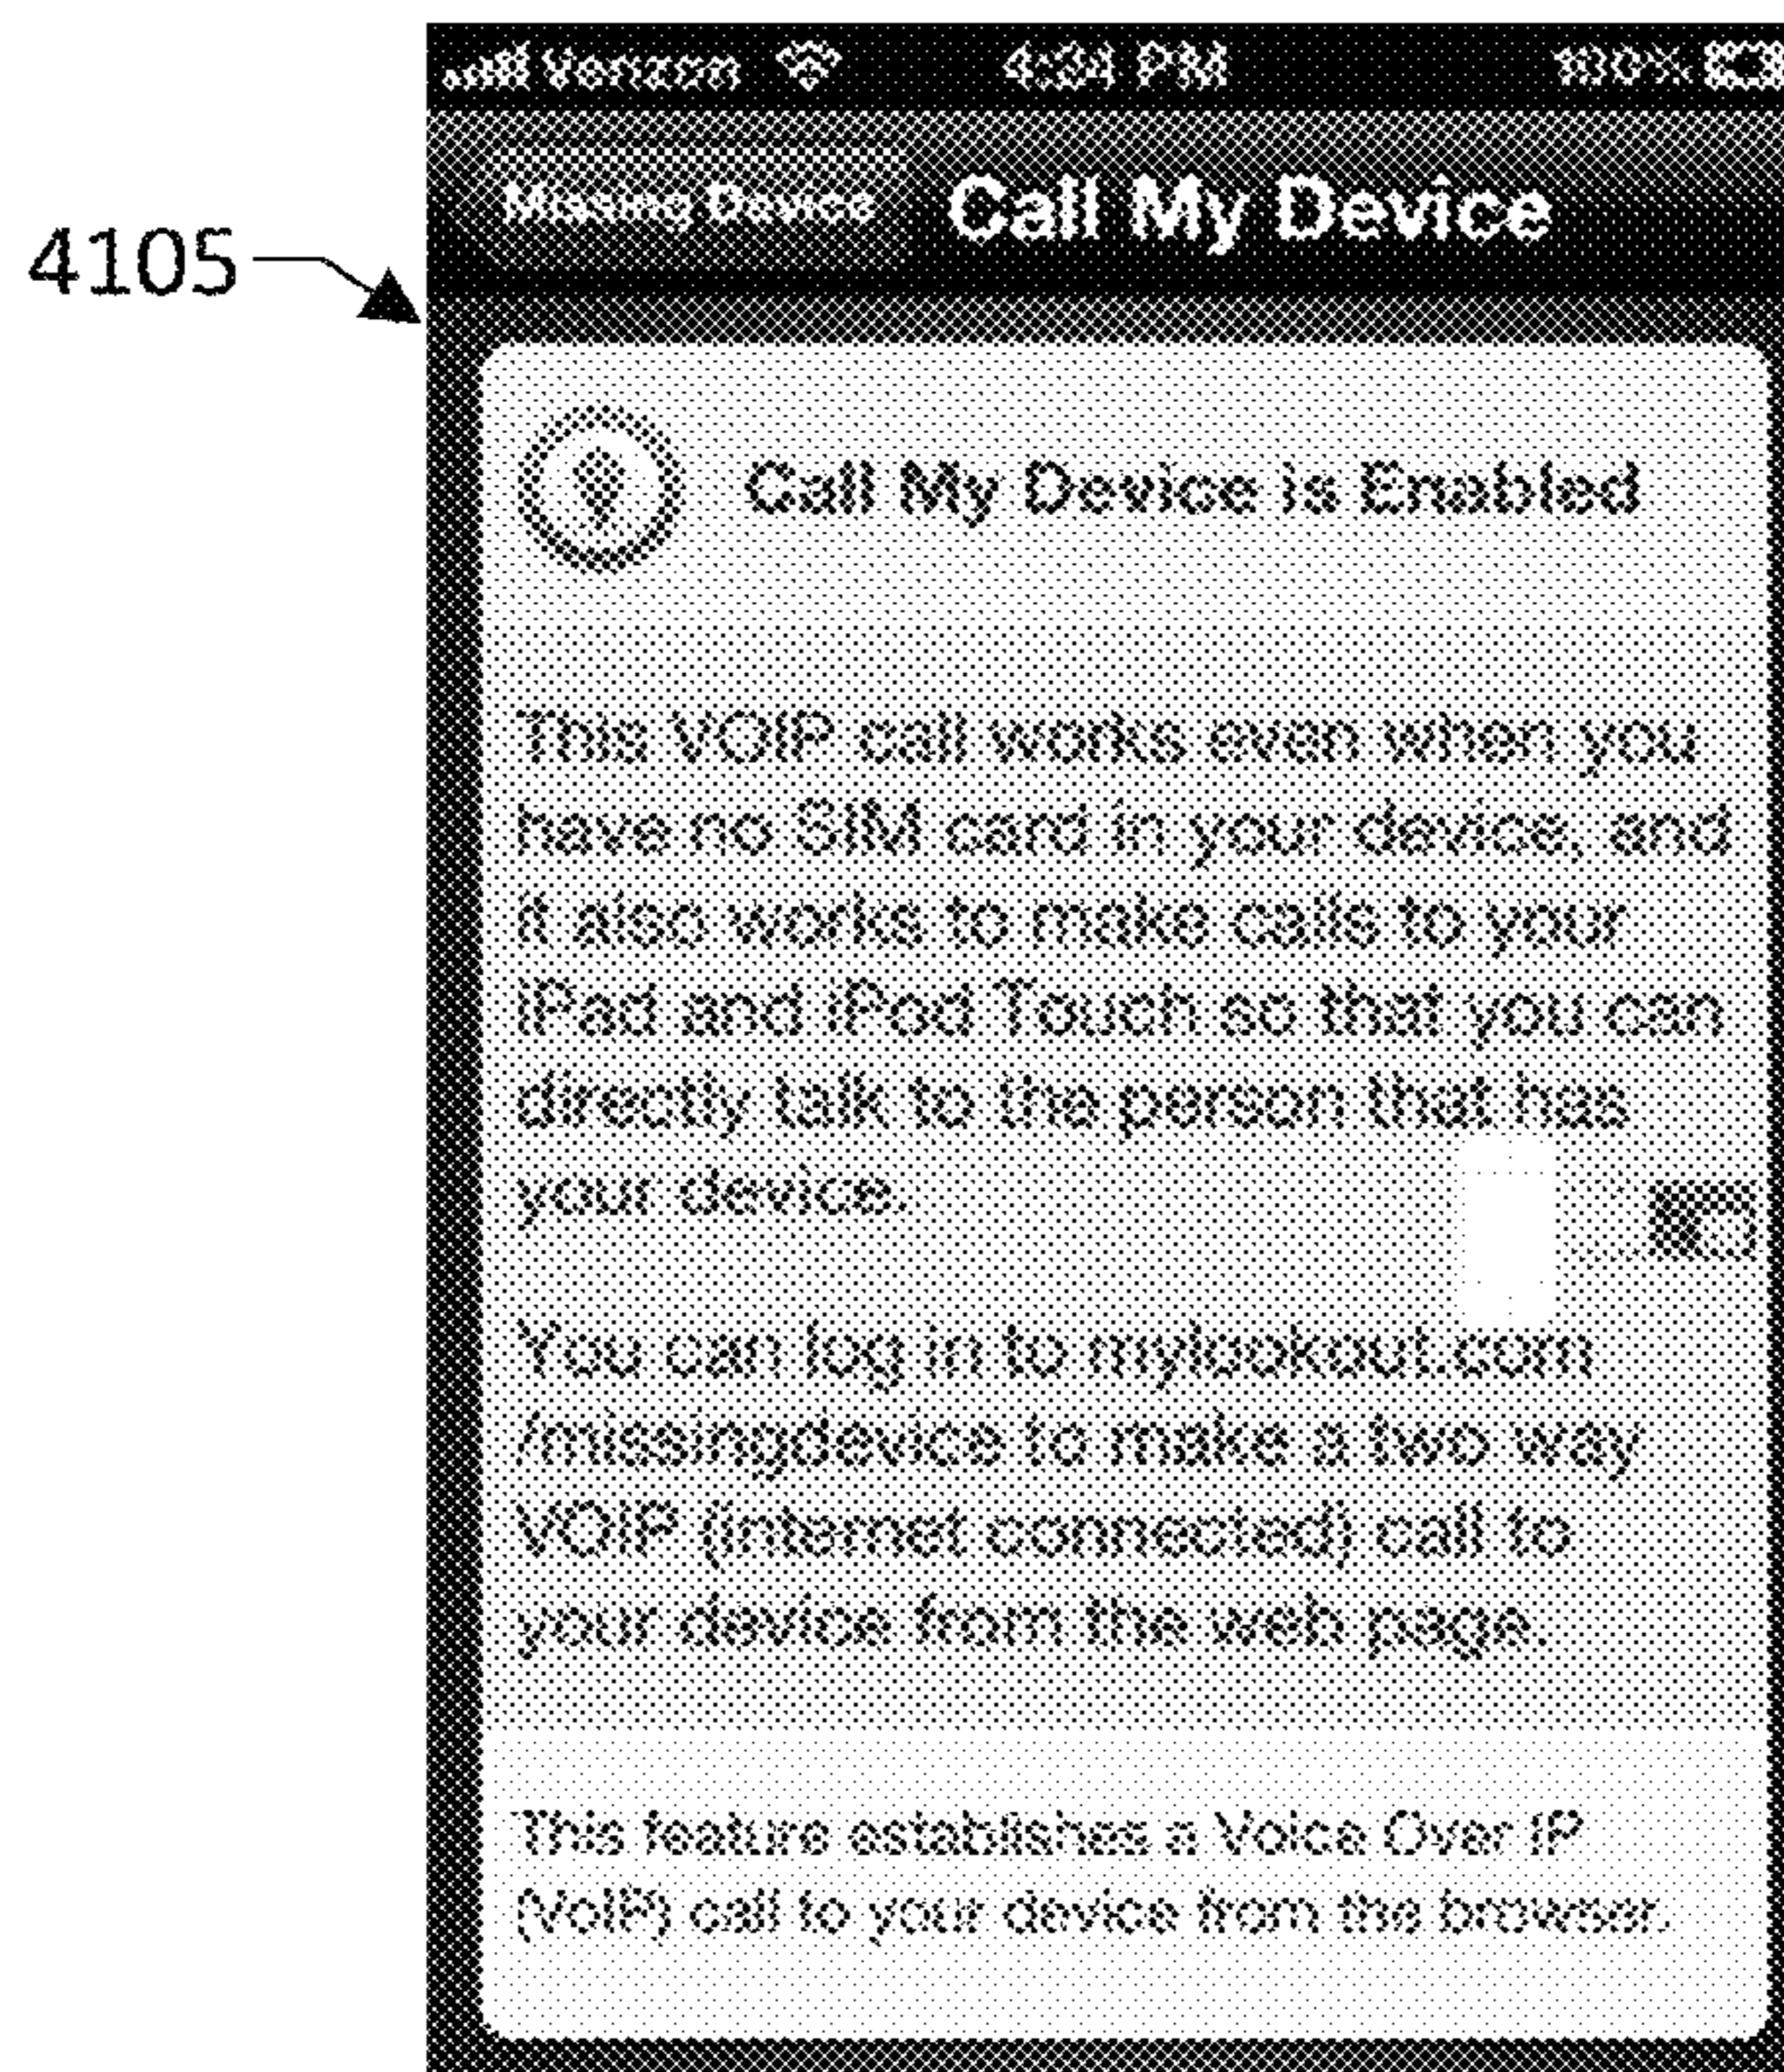 Verizon 4:34 PM 100%
Missing Device Call My Device
4105
Call My Device is Enabled
This VOIP call works even when you
have no SIM card in your device, and
it also works to make calls to your
iPad and iPod Touch so that you can
directly talk to the person that has
your device.
You can log in to mylookout.com
/missingdevice to make a two way
VOIP (internet connected) call to
your device from the web page.
This feature establishes a Voice Over IP
(VoIP) call to your device from the browser.